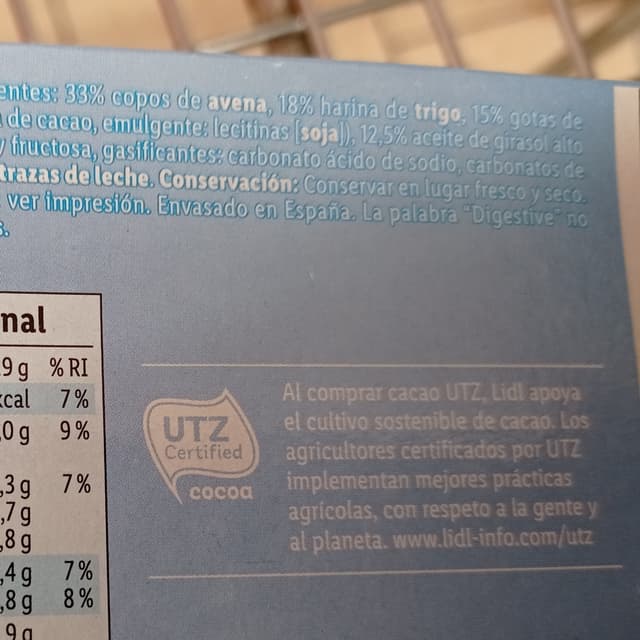 entes: 33% copos de avena, 18% harina de trigo, 15% gotas de
de cacao, emulgente: lecitinas [soja]), 12,5% aceite de girasol alto
y fructosa, gasificantes: carbonato ácido de sodio, carbonatos de
trazas de leche. Conservación: Conservar en lugar fresco y seco.
ver impresión. Envasado en España. La palabra "Digestive" no
s.
nal
9 g % RI
kcal 7 %
,0 g 9 %
,3 g 7 %
,7 g
,8 g
,4 g 7 %
,8 g 8 %
9 g
UTZ
Certified
cocoa
Al comprar cacao UTZ, Lidl apoya
el cultivo sostenible de cacao. Los
agricultores certificados por UTZ
implementan mejores prácticas
agrícolas, con respeto a la gente y
al planeta. www.lidl-info.com/utz